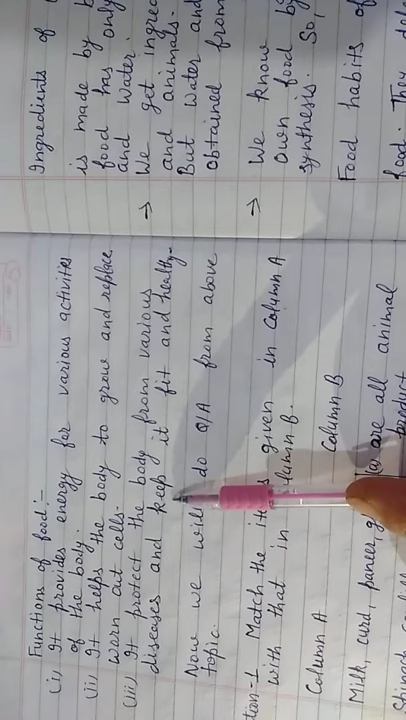 Functions of food :-
(i) It provides energy for various activities
of the body.
(ii) It helps the body to grow and replace
worn out cells.
(iii) It protect the body from various
diseases and keep it fit and healthy.
Now we will do Q/A from above
topic.
Match the given in column A
with that in column B.
Column A Column B
Milk, curd, paneer, are all animal
product
Ingredients of
is made by
food has only
and water.
→ We get
and animals.
But water and
obtained from
→ We know
own food by
synthesis. So,
Food habits of
food. They